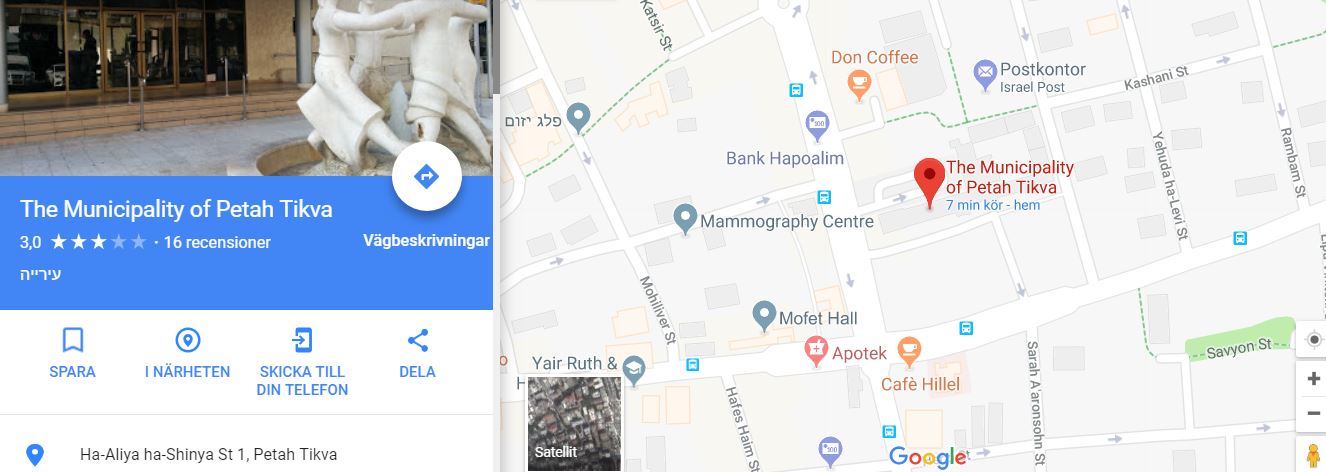 The Municipality of Petah Tikva
3,0 · 16 recensioner
Vägbeskrivningar
עירייה
SPARA
I NÄRHETEN
SKICKA TILL
DIN TELEFON
DELA
Ha-Aliya ha-Shinya St 1, Petah Tikva
Katsir St
Don Coffee
Postkontor
Israel Post
Kashani St
פלג יזום
Bank Hapoalim
The Municipality
of Petah Tikva
7 min kör - hem
Yehuda ha-Levi St
Rambam St
Mammography Centre
Mohiliver St
Mofet Hall
Apotek
Yair Ruth &
Cafè Hillel
Savyon St
Sarah A'aronsohn St
Hafes Haim St
Satellit
Google